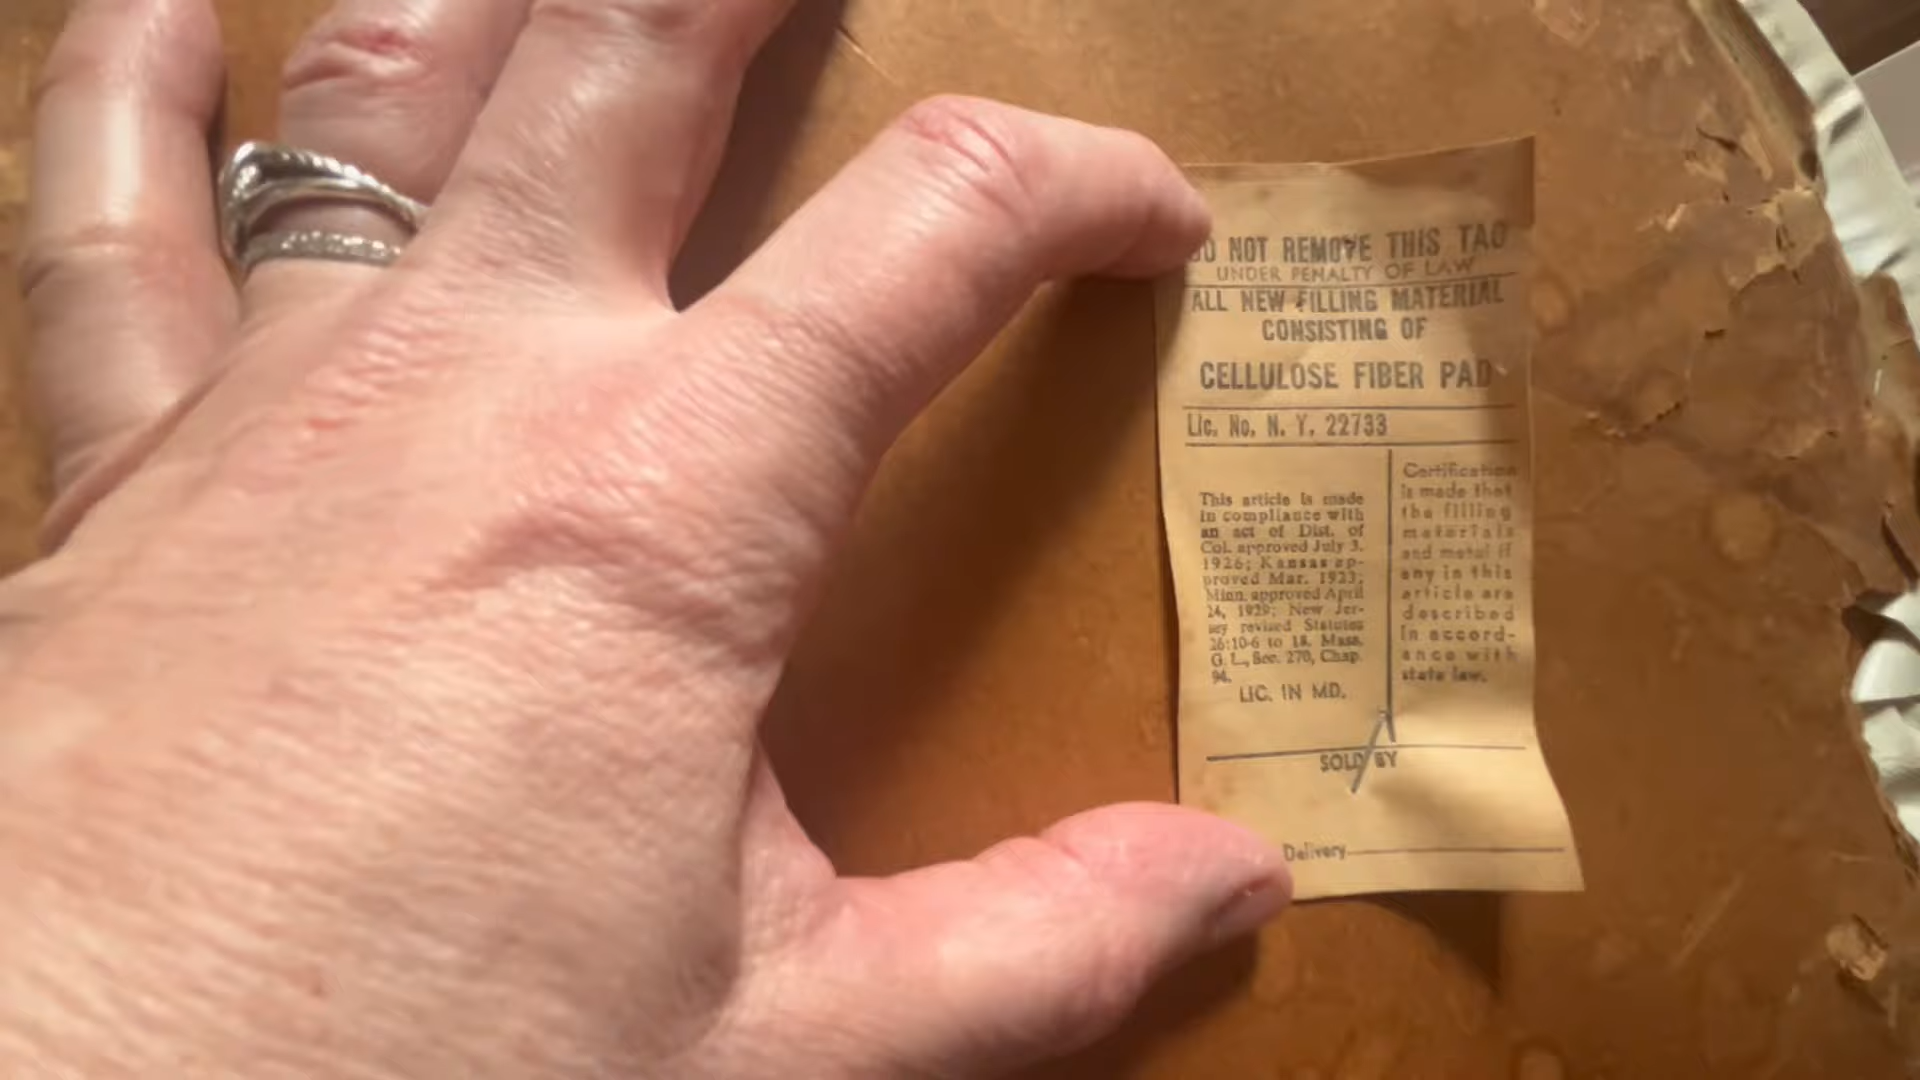 DO NOT REMOVE THIS TAG
UNDER PENALTY OF LAW
ALL NEW FILLING MATERIAL
CONSISTING OF
CELLULOSE FIBER PAD
Lic. No. N. Y. 22733
This article is made
in compliance with
an act of Dist. of
Col. approved July 3,
1926; Kansas ap-
proved Mar. 1923;
Minn. approved April
24, 1929; New Jer-
sey revised Statutes
26:10-6 to 18. Mass.
G. L., Sec. 270, Chap.
94.
LIC. IN MD.
Certification
is made that
the filling
materials
and metal if
any in this
article are
described
in accord-
ance with
state law.
SOLD BY
Delivery